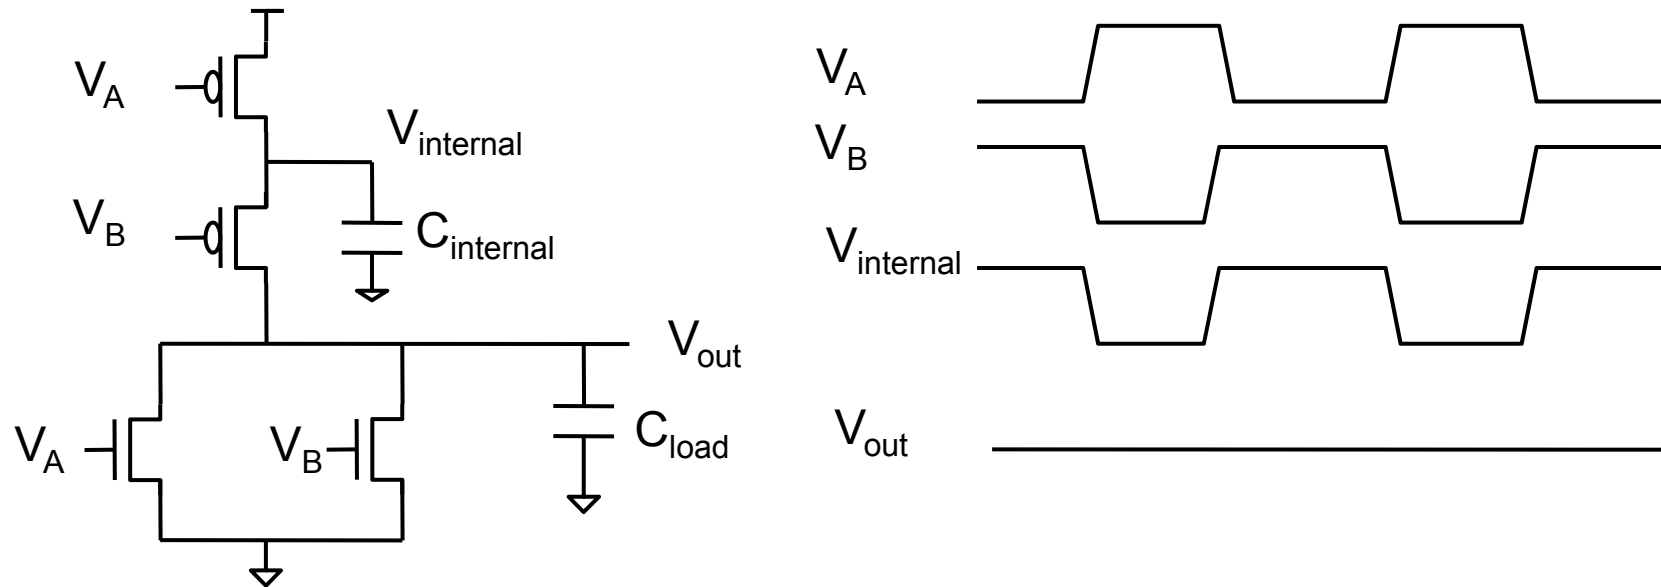 V_A
V_internal
V_B
C_internal
V_out
V_A
V_B
C_load
V_A
V_B
V_internal
V_out